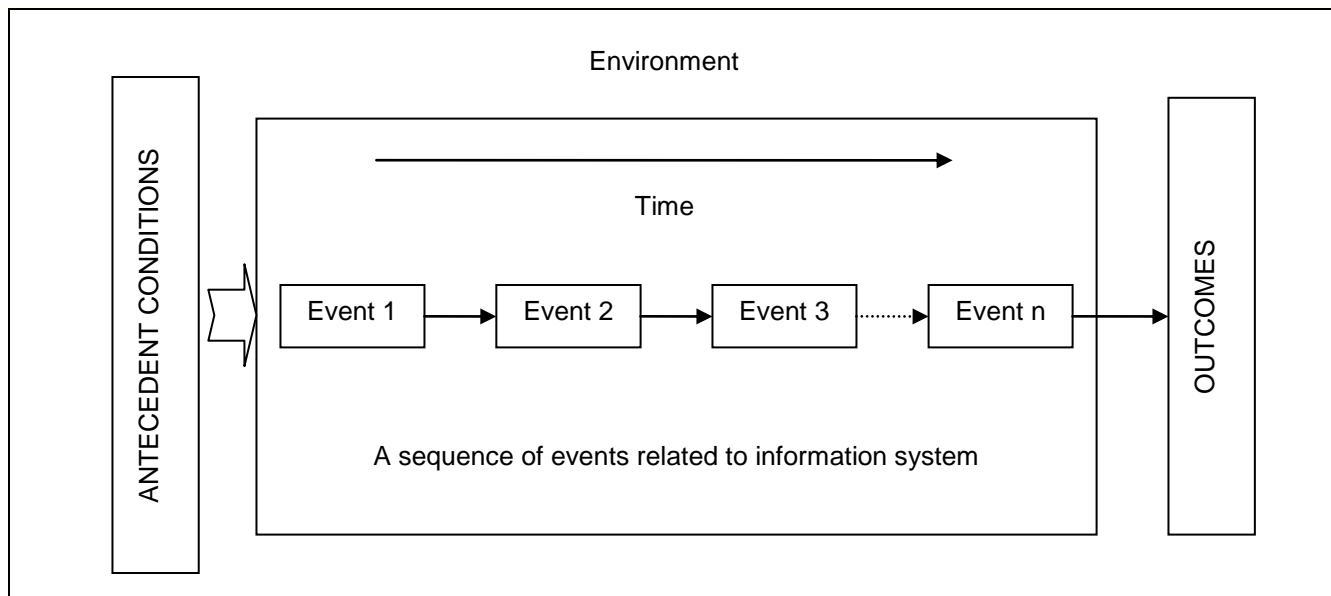 Environment
ANTECEDENT CONDITIONS
Time
Event 1
Event 2
Event 3
Event n
A sequence of events related to information system
OUTCOMES